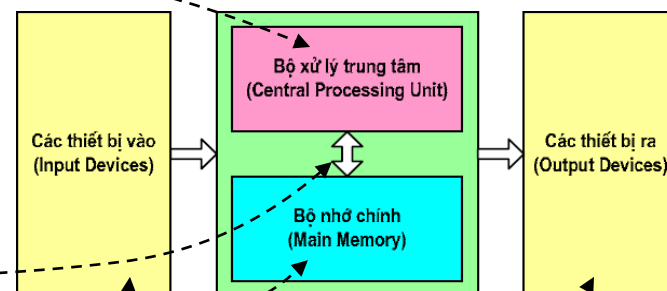 Bộ xử lý trung tâm
(Central Processing Unit)
Các thiết bị vào
(Input Devices)
Các thiết bị ra
(Output Devices)
Bộ nhớ chính
(Main Memory)